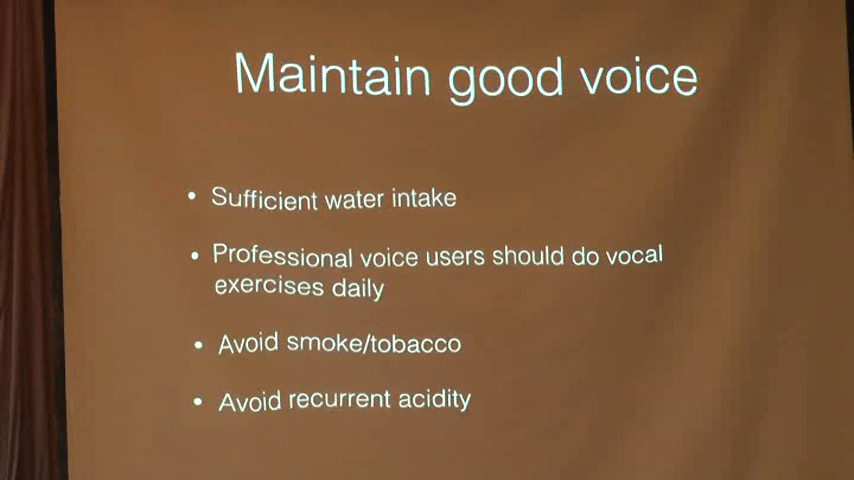 Maintain good voice
• Sufficient water intake
• Professional voice users should do vocal
exercises daily
• Avoid smoke/tobacco
• Avoid recurrent acidity